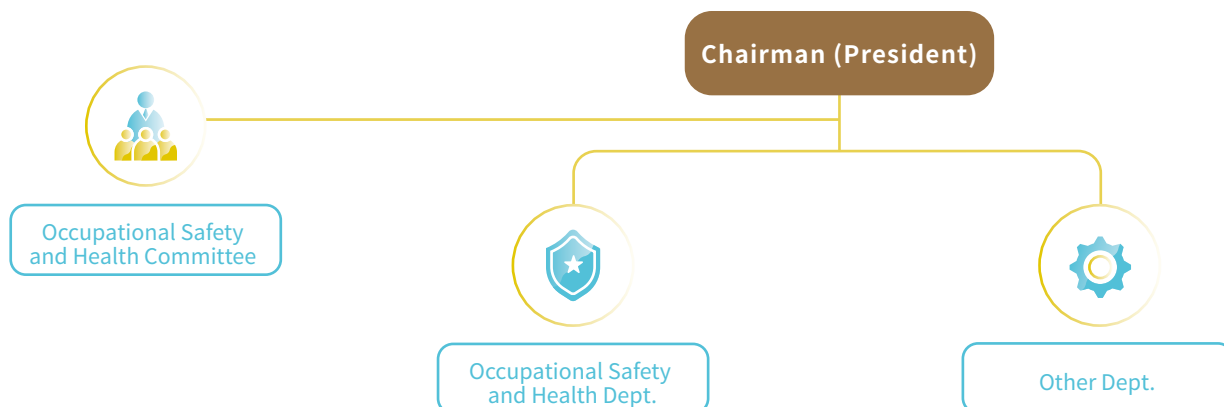 Chairman (President)
Occupational Safety
and Health Committee
Occupational Safety
and Health Dept.
Other Dept.